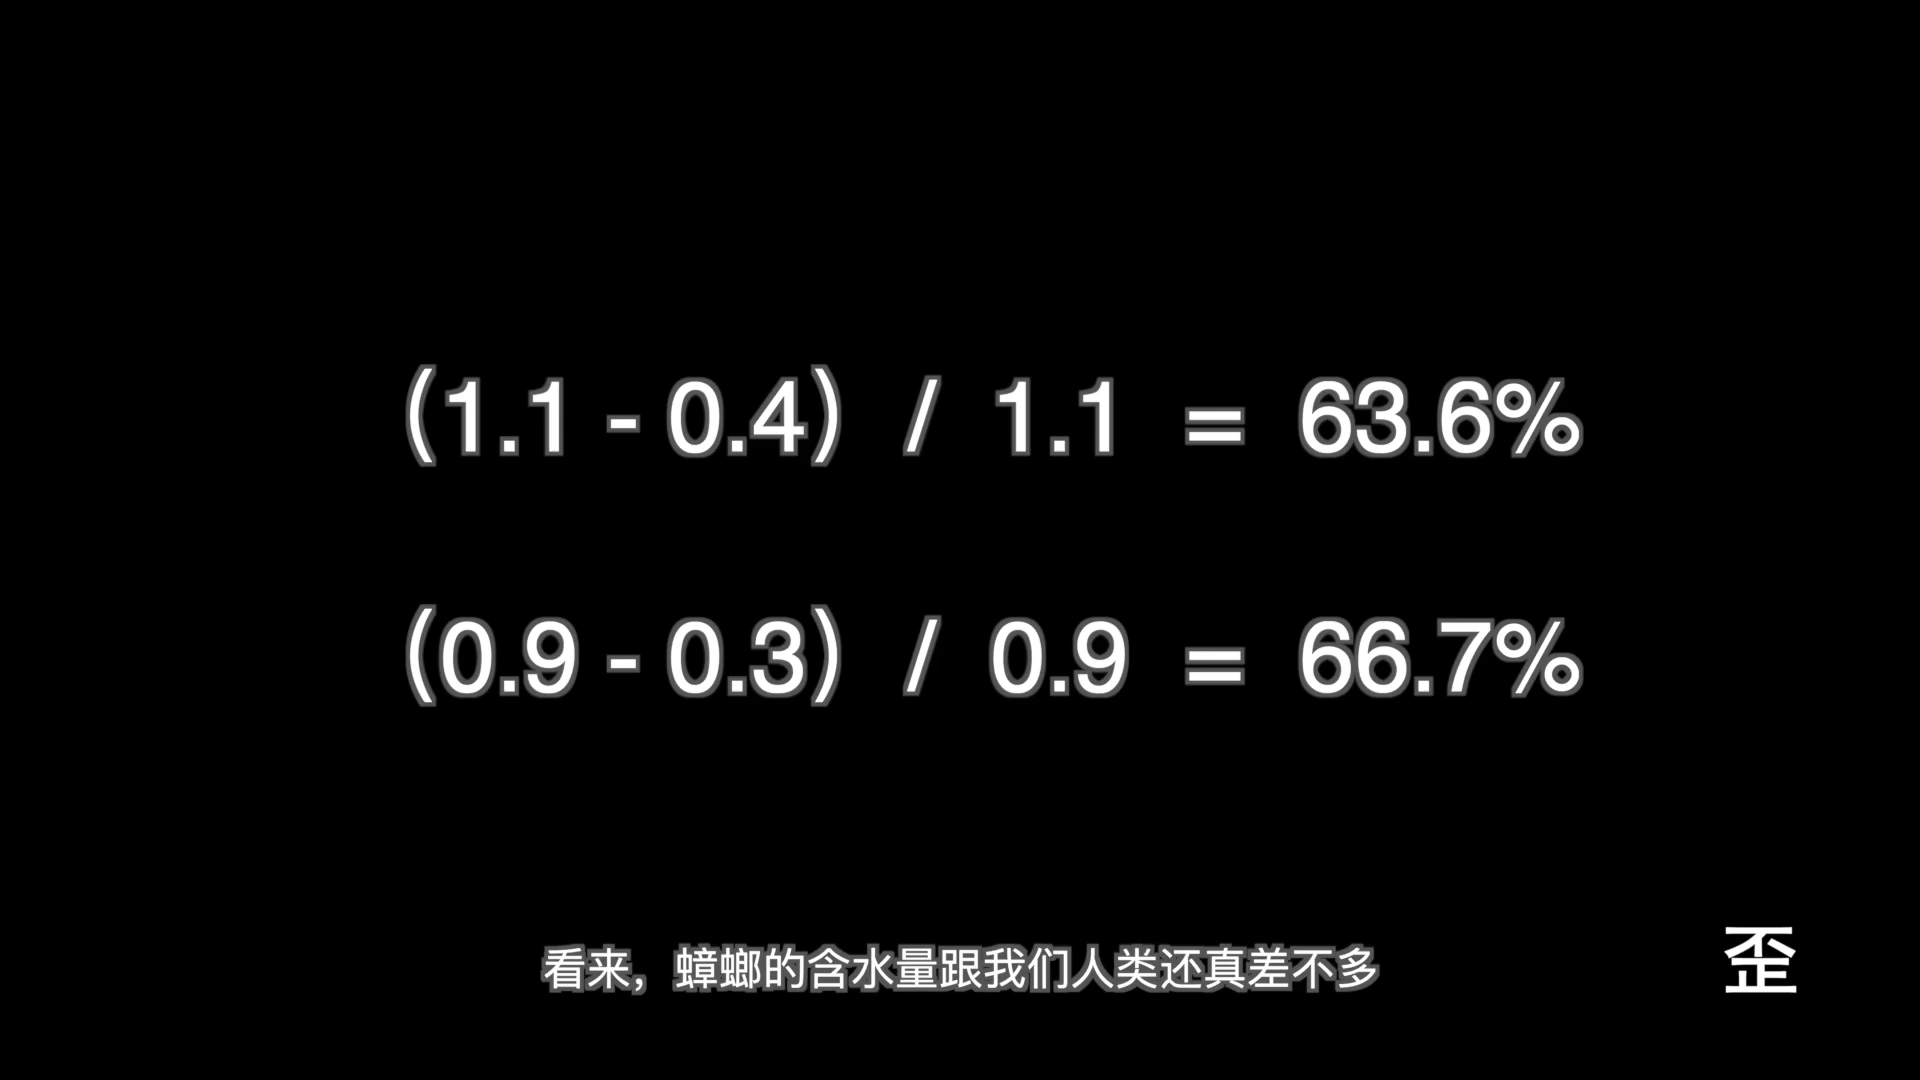 （1.1 - 0.4） / 1.1 = 63.6%
（0.9 - 0.3） / 0.9 = 66.7%
看来，蟑螂的含水量跟我们人类还真差不多
歪